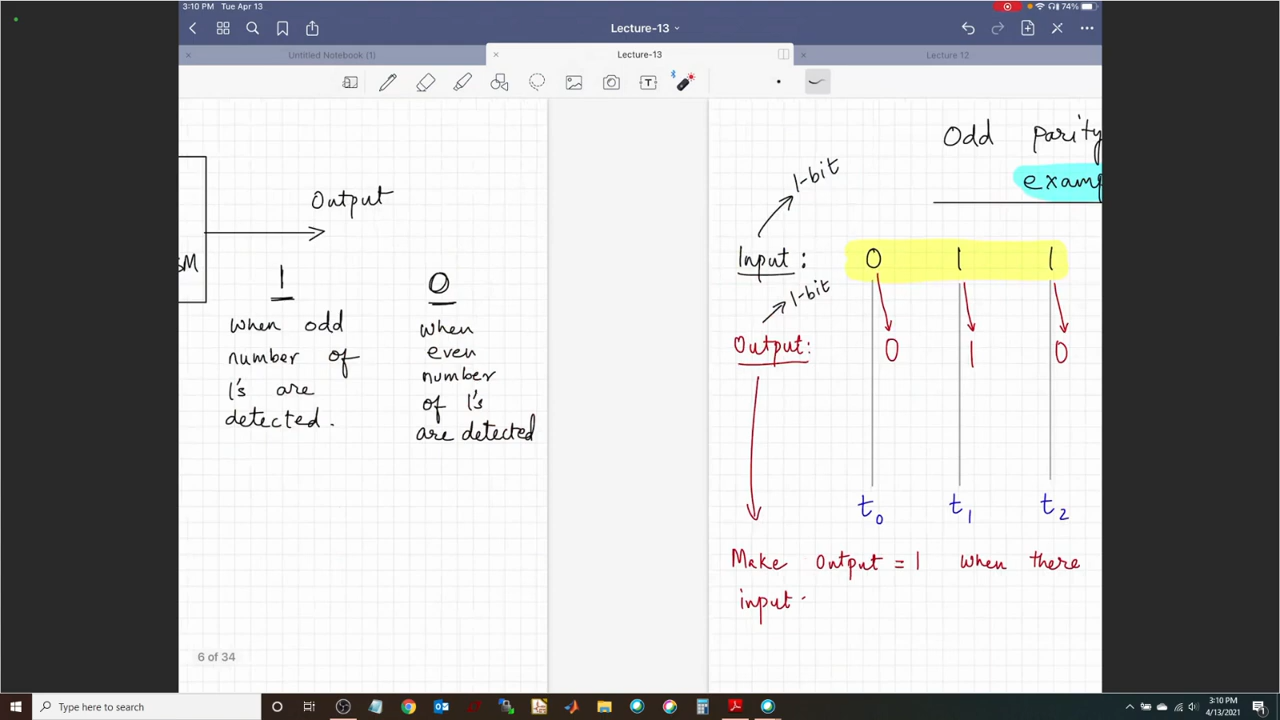 3:10 PM Tue Apr 13
74%
Lecture-13
Untitled Notebook (1)
Lecture-13
Lecture 12
Output
SM
1
0
When odd
number of
1's are
detected.
when
even
number
of 1's
are detected
6 of 34
Odd parity
examp
1-bit
Input: 0 1 1
1-bit
Output: 0 1 0
t0 t1 t2
Make Output = 1 when there
input
Type here to search
3:10 PM
4/13/2021